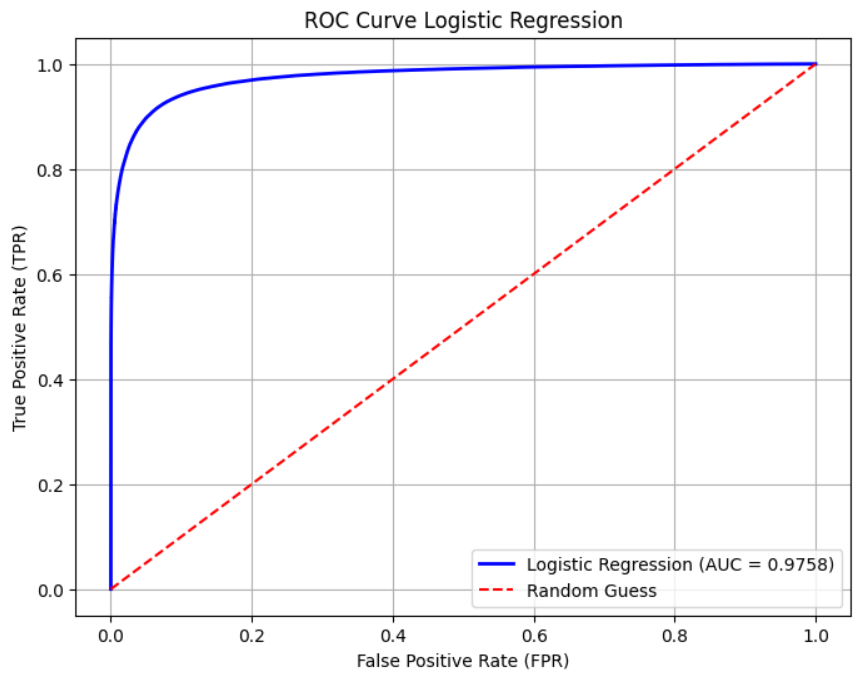 ROC Curve Logistic Regression
True Positive Rate (TPR)
1.0
0.8
0.6
0.4
0.2
0.0
Logistic Regression (AUC = 0.9758)
Random Guess
0.0 0.2 0.4 0.6 0.8 1.0
False Positive Rate (FPR)